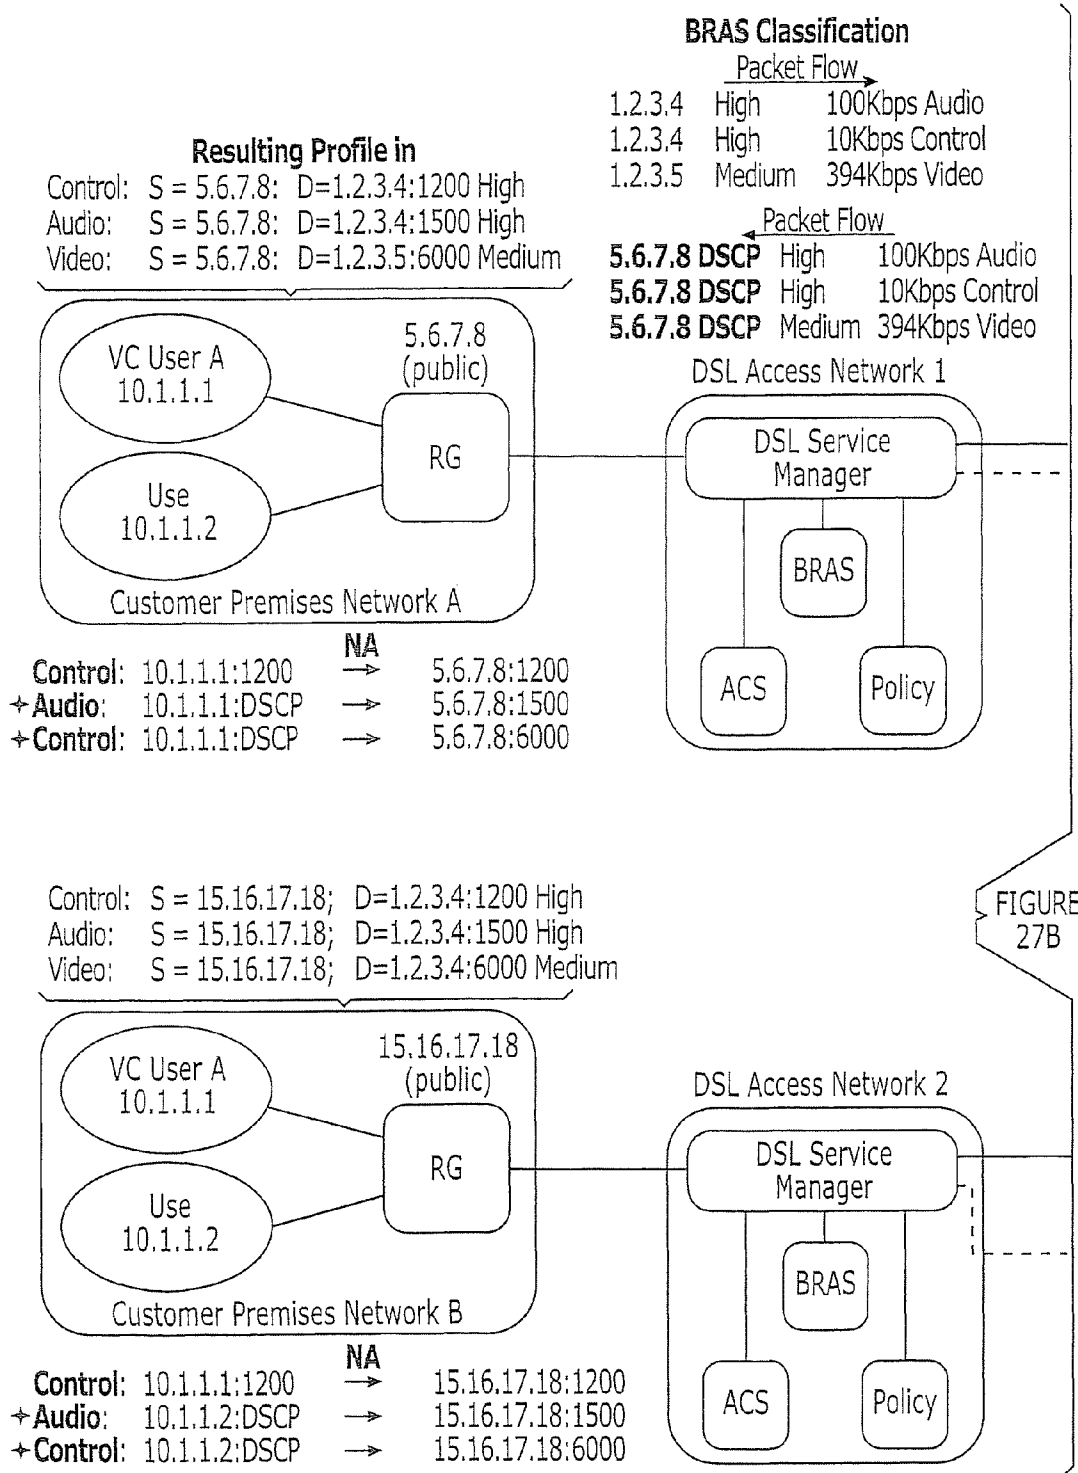 BRAS Classification
Packet Flow
1.2.3.4 High 100Kbps Audio
1.2.3.4 High 10Kbps Control
1.2.3.5 Medium 394Kbps Video
Packet Flow
5.6.7.8 DSCP High 100Kbps Audio
5.6.7.8 DSCP High 10Kbps Control
5.6.7.8 DSCP Medium 394Kbps Video
Resulting Profile in
Control: S = 5.6.7.8: D=1.2.3.4:1200 High
Audio: S = 5.6.7.8: D=1.2.3.4:1500 High
Video: S = 5.6.7.8: D=1.2.3.5:6000 Medium
VC User A
10.1.1.1
Use
10.1.1.2
5.6.7.8
(public)
RG
Customer Premises Network A
DSL Access Network 1
DSL Service
Manager
BRAS
ACS
Policy
NA
Control: 10.1.1.1:1200 → 5.6.7.8:1200
+Audio: 10.1.1.1:DSCP → 5.6.7.8:1500
+Control: 10.1.1.1:DSCP → 5.6.7.8:6000
FIGURE
27B
Control: S = 15.16.17.18; D=1.2.3.4:1200 High
Audio: S = 15.16.17.18; D=1.2.3.4:1500 High
Video: S = 15.16.17.18; D=1.2.3.4:6000 Medium
VC User A
10.1.1.1
Use
10.1.1.2
15.16.17.18
(public)
RG
Customer Premises Network B
DSL Access Network 2
DSL Service
Manager
BRAS
ACS
Policy
NA
Control: 10.1.1.1:1200 → 15.16.17.18:1200
+Audio: 10.1.1.2:DSCP → 15.16.17.18:1500
+Control: 10.1.1.2:DSCP → 15.16.17.18:6000